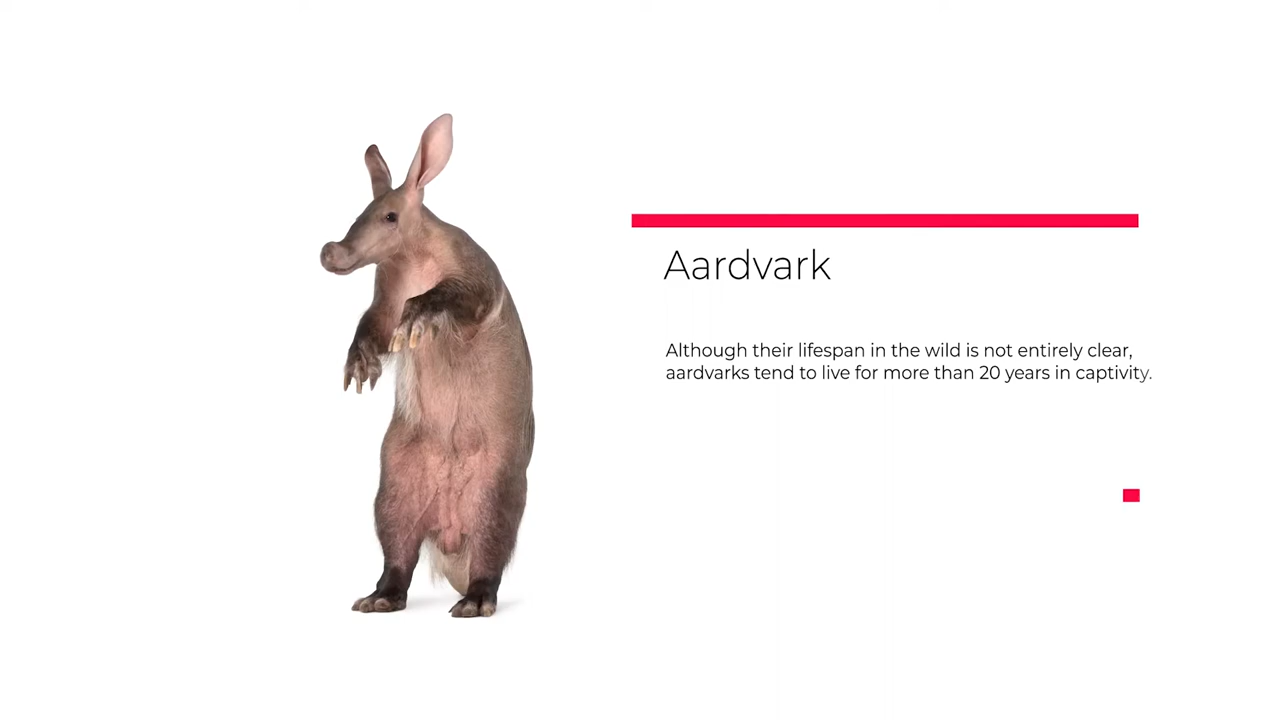 Aardvark
Although their lifespan in the wild is not entirely clear,
aardvarks tend to live for more than 20 years in captivity.